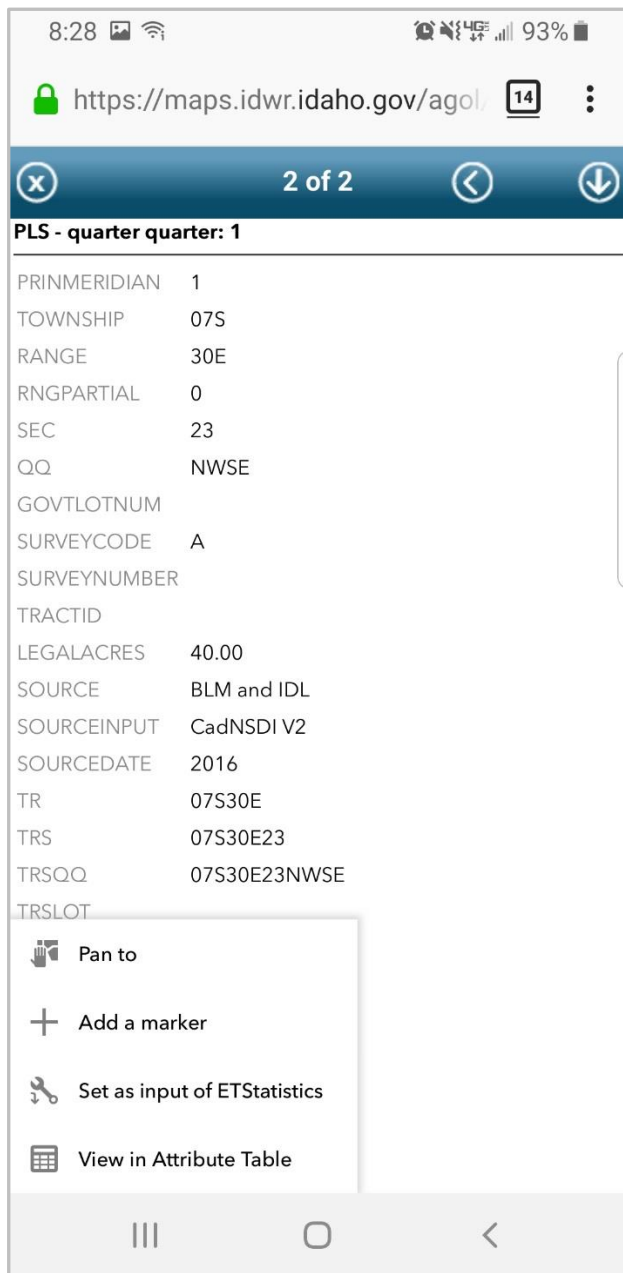 8:28 93%
https://maps.idwr.idaho.gov/agol/ 14
2 of 2
PLS - quarter quarter: 1
PRINMERIDIAN 1
TOWNSHIP 07S
RANGE 30E
RNGPARTIAL 0
SEC 23
QQ NWSE
GOVTLOTNUM
SURVEYCODE A
SURVEYNUMBER
TRACTID
LEGALACRES 40.00
SOURCE BLM and IDL
SOURCEINPUT CadNSDI V2
SOURCEDATE 2016
TR 07S30E
TRS 07S30E23
TRSQQ 07S30E23NWSE
TRSLOT
Pan to
Add a marker
Set as input of ETStatistics
View in Attribute Table